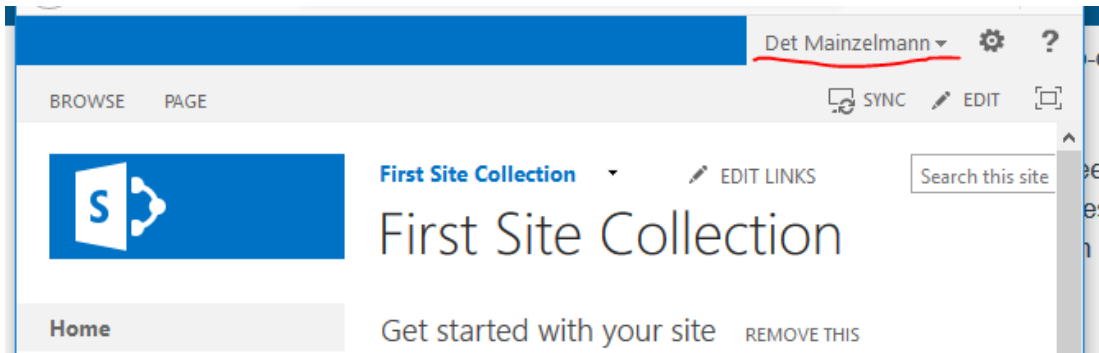 Det Mainzelmann ?
BROWSE PAGE SYNC EDIT
S
First Site Collection EDIT LINKS Search this site
First Site Collection
Home
Get started with your site REMOVE THIS